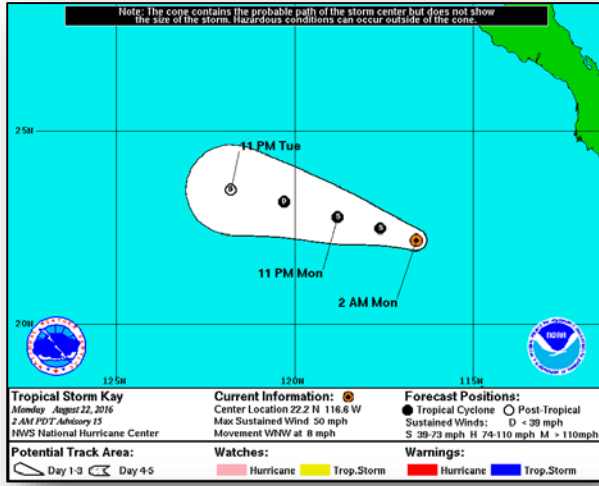 Note: The cone contains the probable path of the storm center but does not show
the size of the storm. Hazardous conditions can occur outside of the cone.
25N
11 PM Tue
S
D
S
S
11 PM Mon
2 AM Mon
20N
NOAA
125W
120W
115W
Tropical Storm Kay
Monday August 22, 2016
2 AM PDT Advisory 15
NWS National Hurricane Center
Current Information:
Center Location 22.2 N 116.6 W
Max Sustained Wind 50 mph
Movement WNW at 8 mph
Forecast Positions:
Tropical Cyclone Post-Tropical
Sustained Winds: D < 39 mph
S 39-73 mph H 74-110 mph M > 110mph
Potential Track Area:
Day 1-3 Day 4-5
Watches:
Hurricane Trop.Storm
Warnings:
Hurricane Trop.Storm